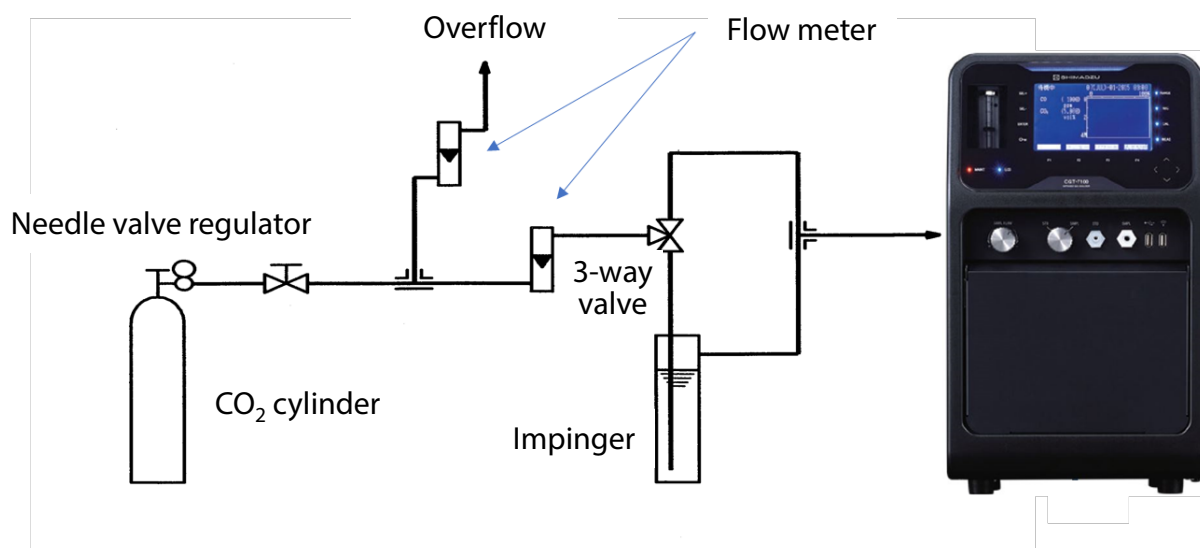 Overflow
Flow meter
Needle valve regulator
3-way
valve
CO₂ cylinder
Impinger
SHIMADZU
CGT-7100